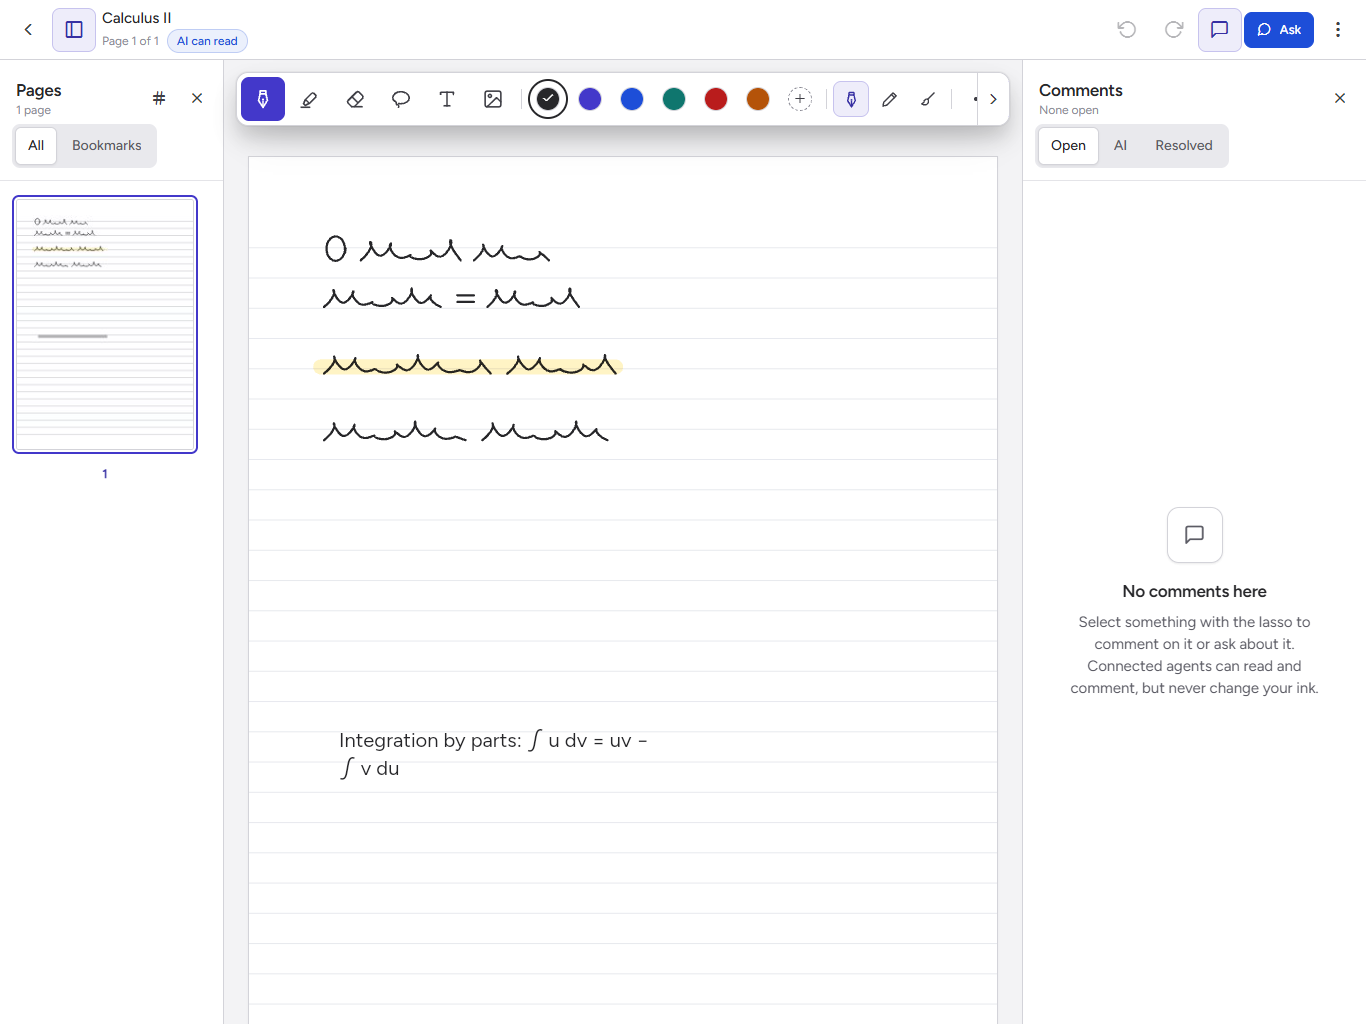 Calculus II
Page 1 of 1 AI can read
Ask
Pages
1 page
All Bookmarks
1
Integration by parts: ∫ u dv = uv −
∫ v du
Comments
None open
Open AI Resolved
No comments here
Select something with the lasso to
comment on it or ask about it.
Connected agents can read and
comment, but never change your ink.